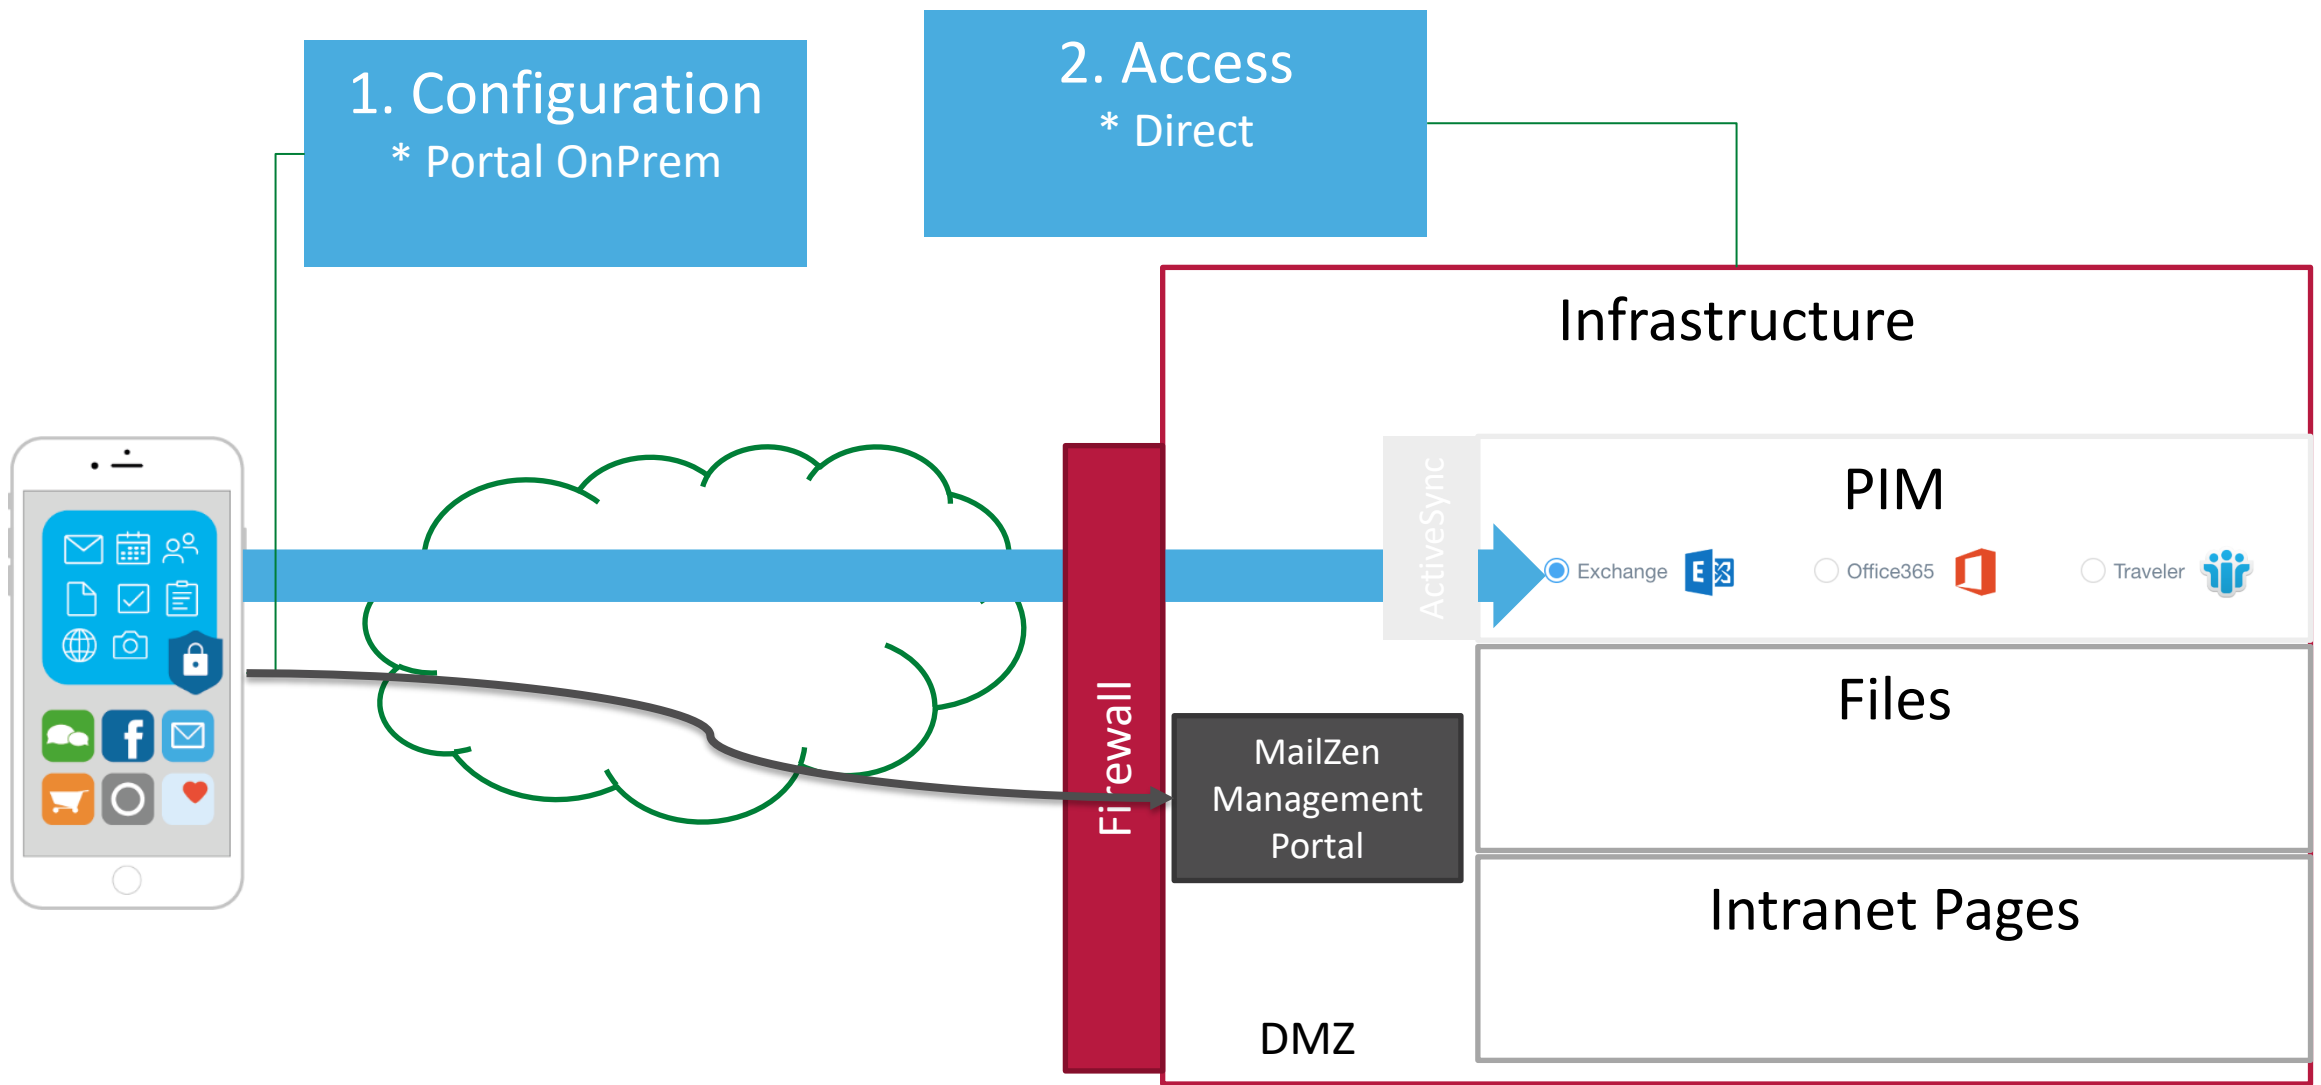 1. Configuration
* Portal OnPrem
2. Access
* Direct
Infrastructure
ActiveSync
PIM
Exchange
Office365
Traveler
Firewall
MailZen
Management
Portal
Files
Intranet Pages
DMZ